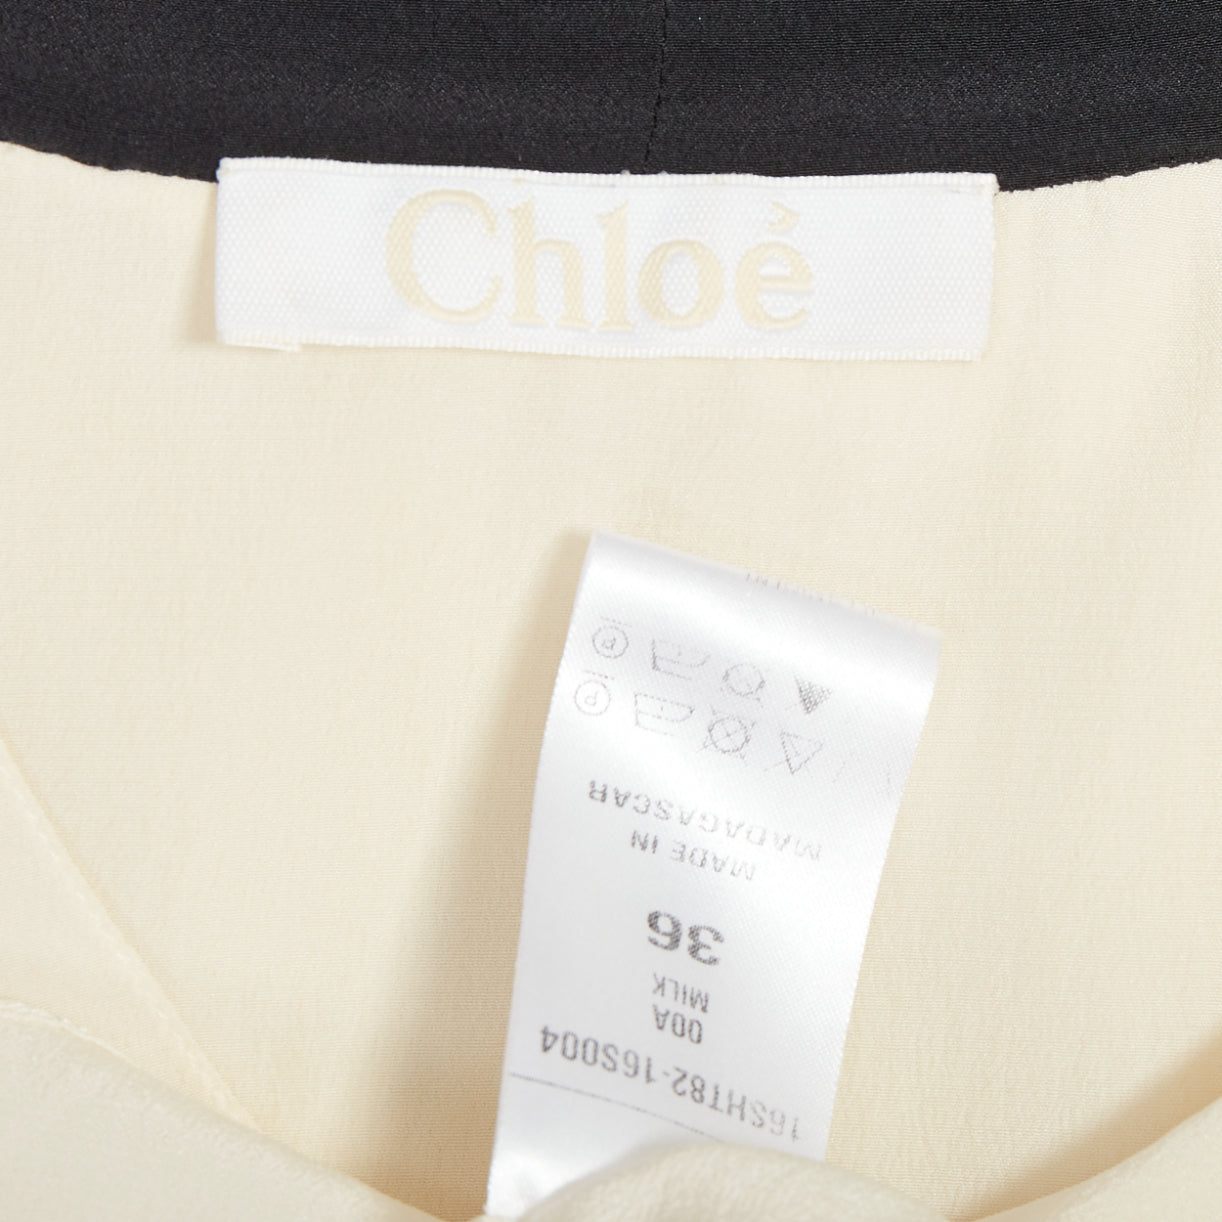 Chloé
16SHT82-16S004
00A
MILK
36
MADE IN
MADAGASCAR